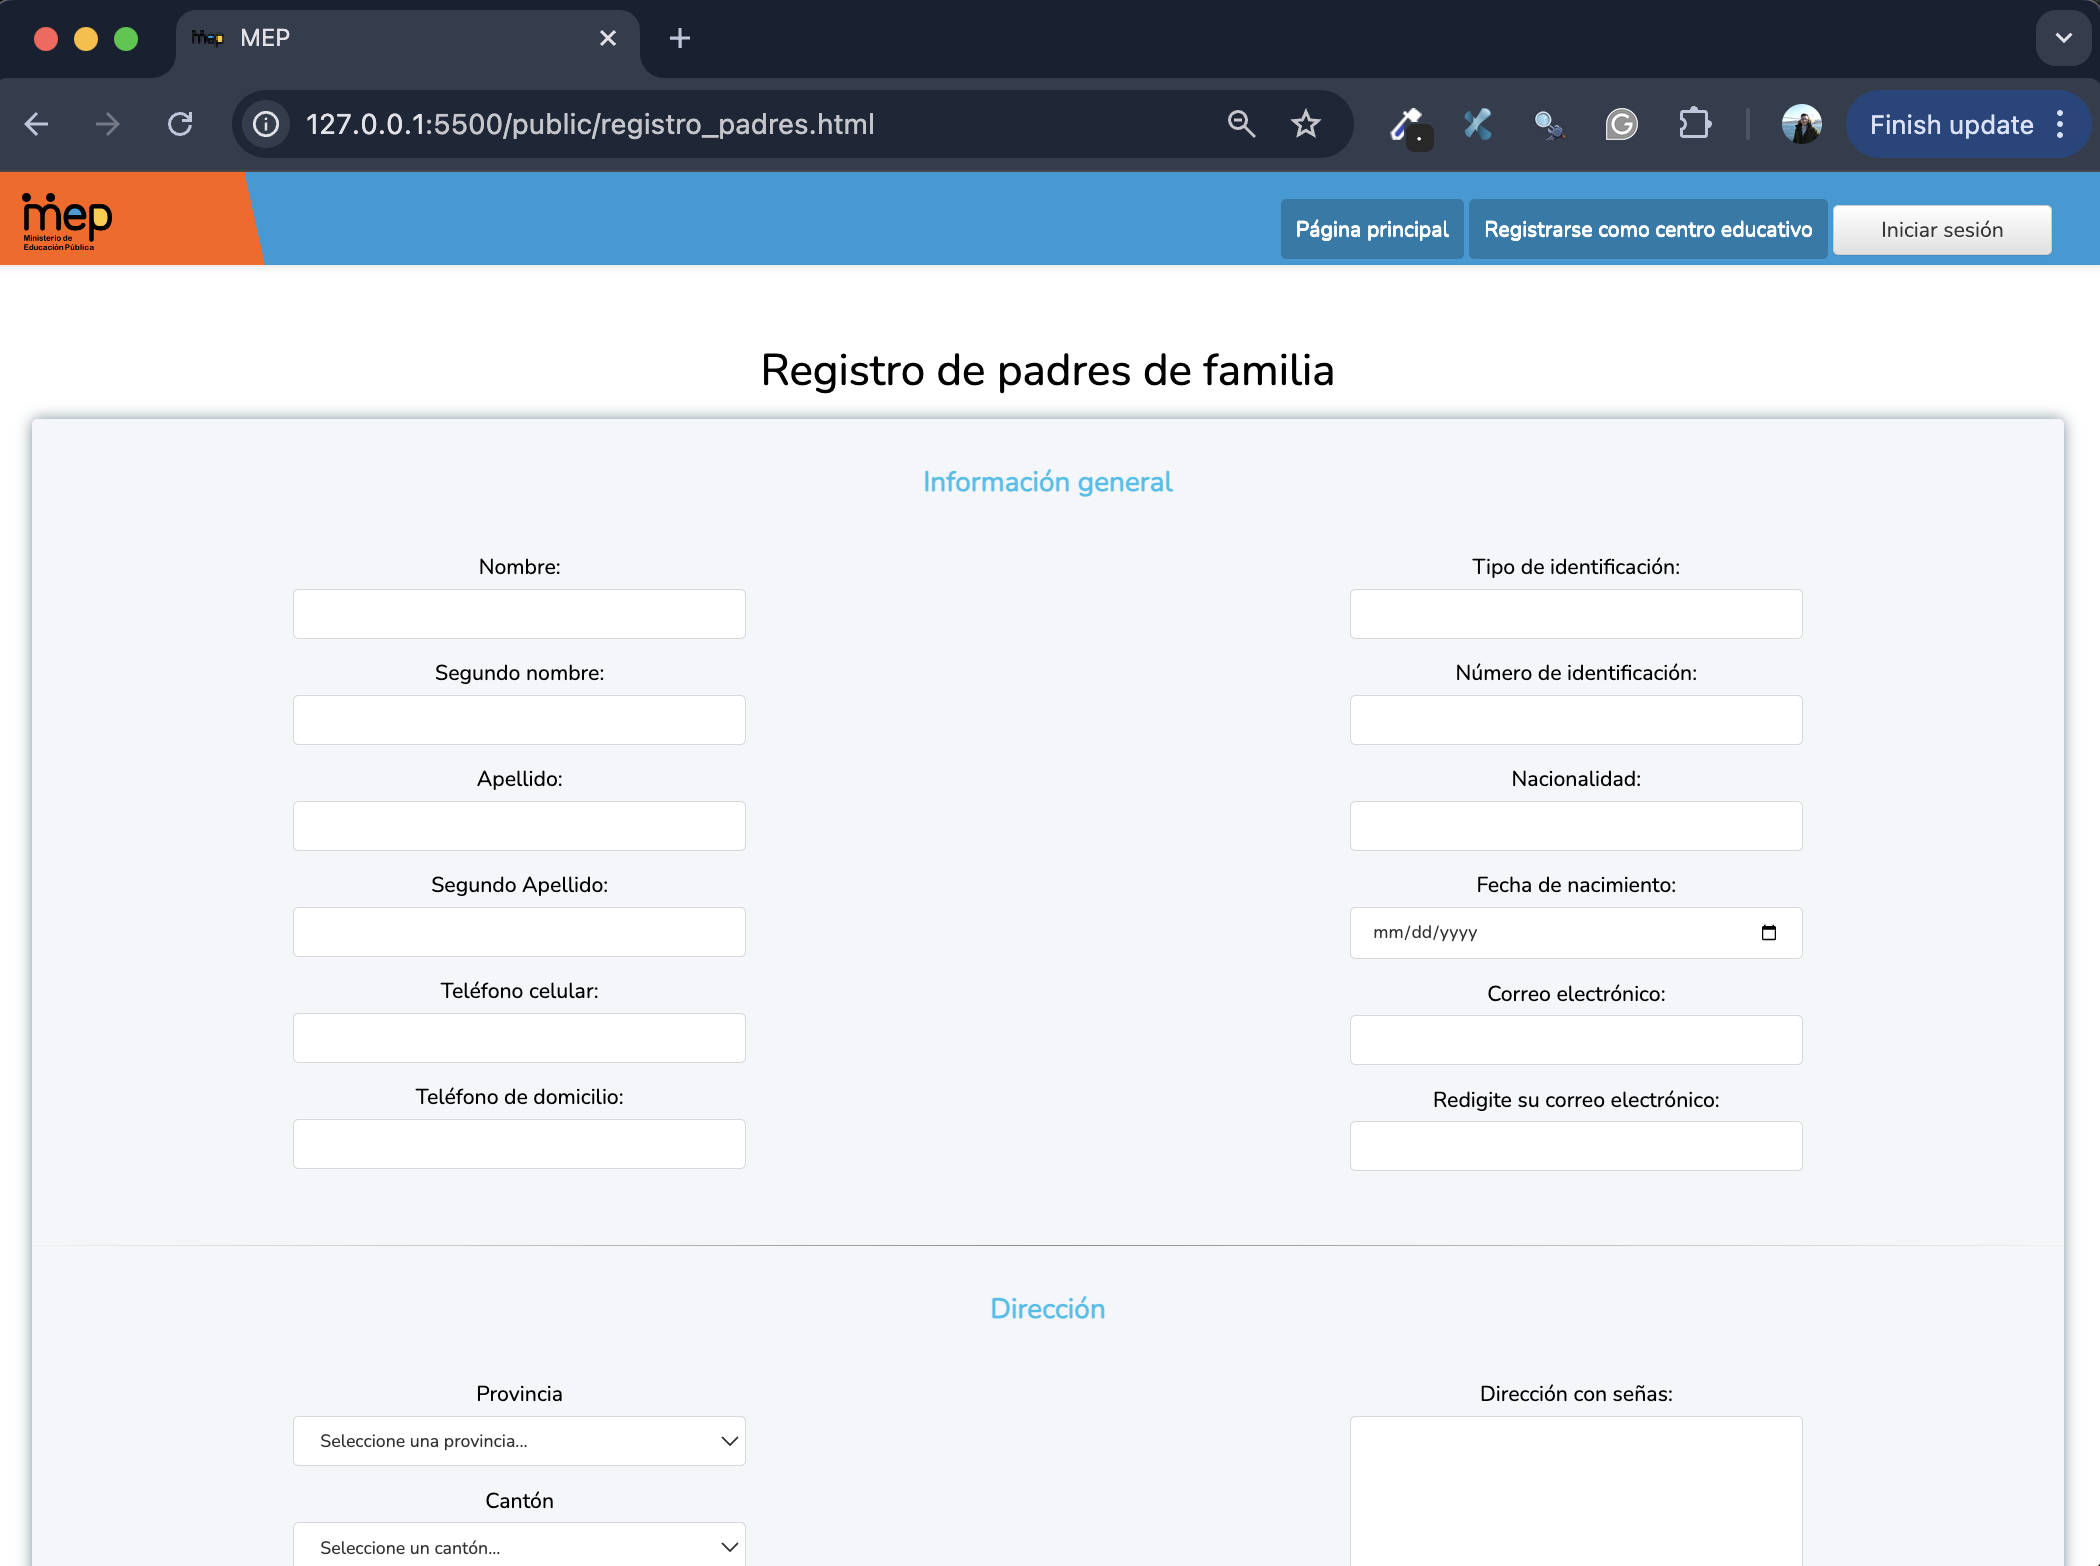 MEP
127.0.0.1:5500/public/registro_padres.html
Finish update
mep
Ministerio de
Educación Pública
Página principal
Registrarse como centro educativo
Iniciar sesión
Registro de padres de familia
Información general
Nombre:
Segundo nombre:
Apellido:
Segundo Apellido:
Teléfono celular:
Teléfono de domicilio:
Tipo de identificación:
Número de identificación:
Nacionalidad:
Fecha de nacimiento:
mm/dd/yyyy
Correo electrónico:
Redigite su correo electrónico:
Dirección
Provincia
Seleccione una provincia...
Cantón
Seleccione un cantón...
Dirección con señas: